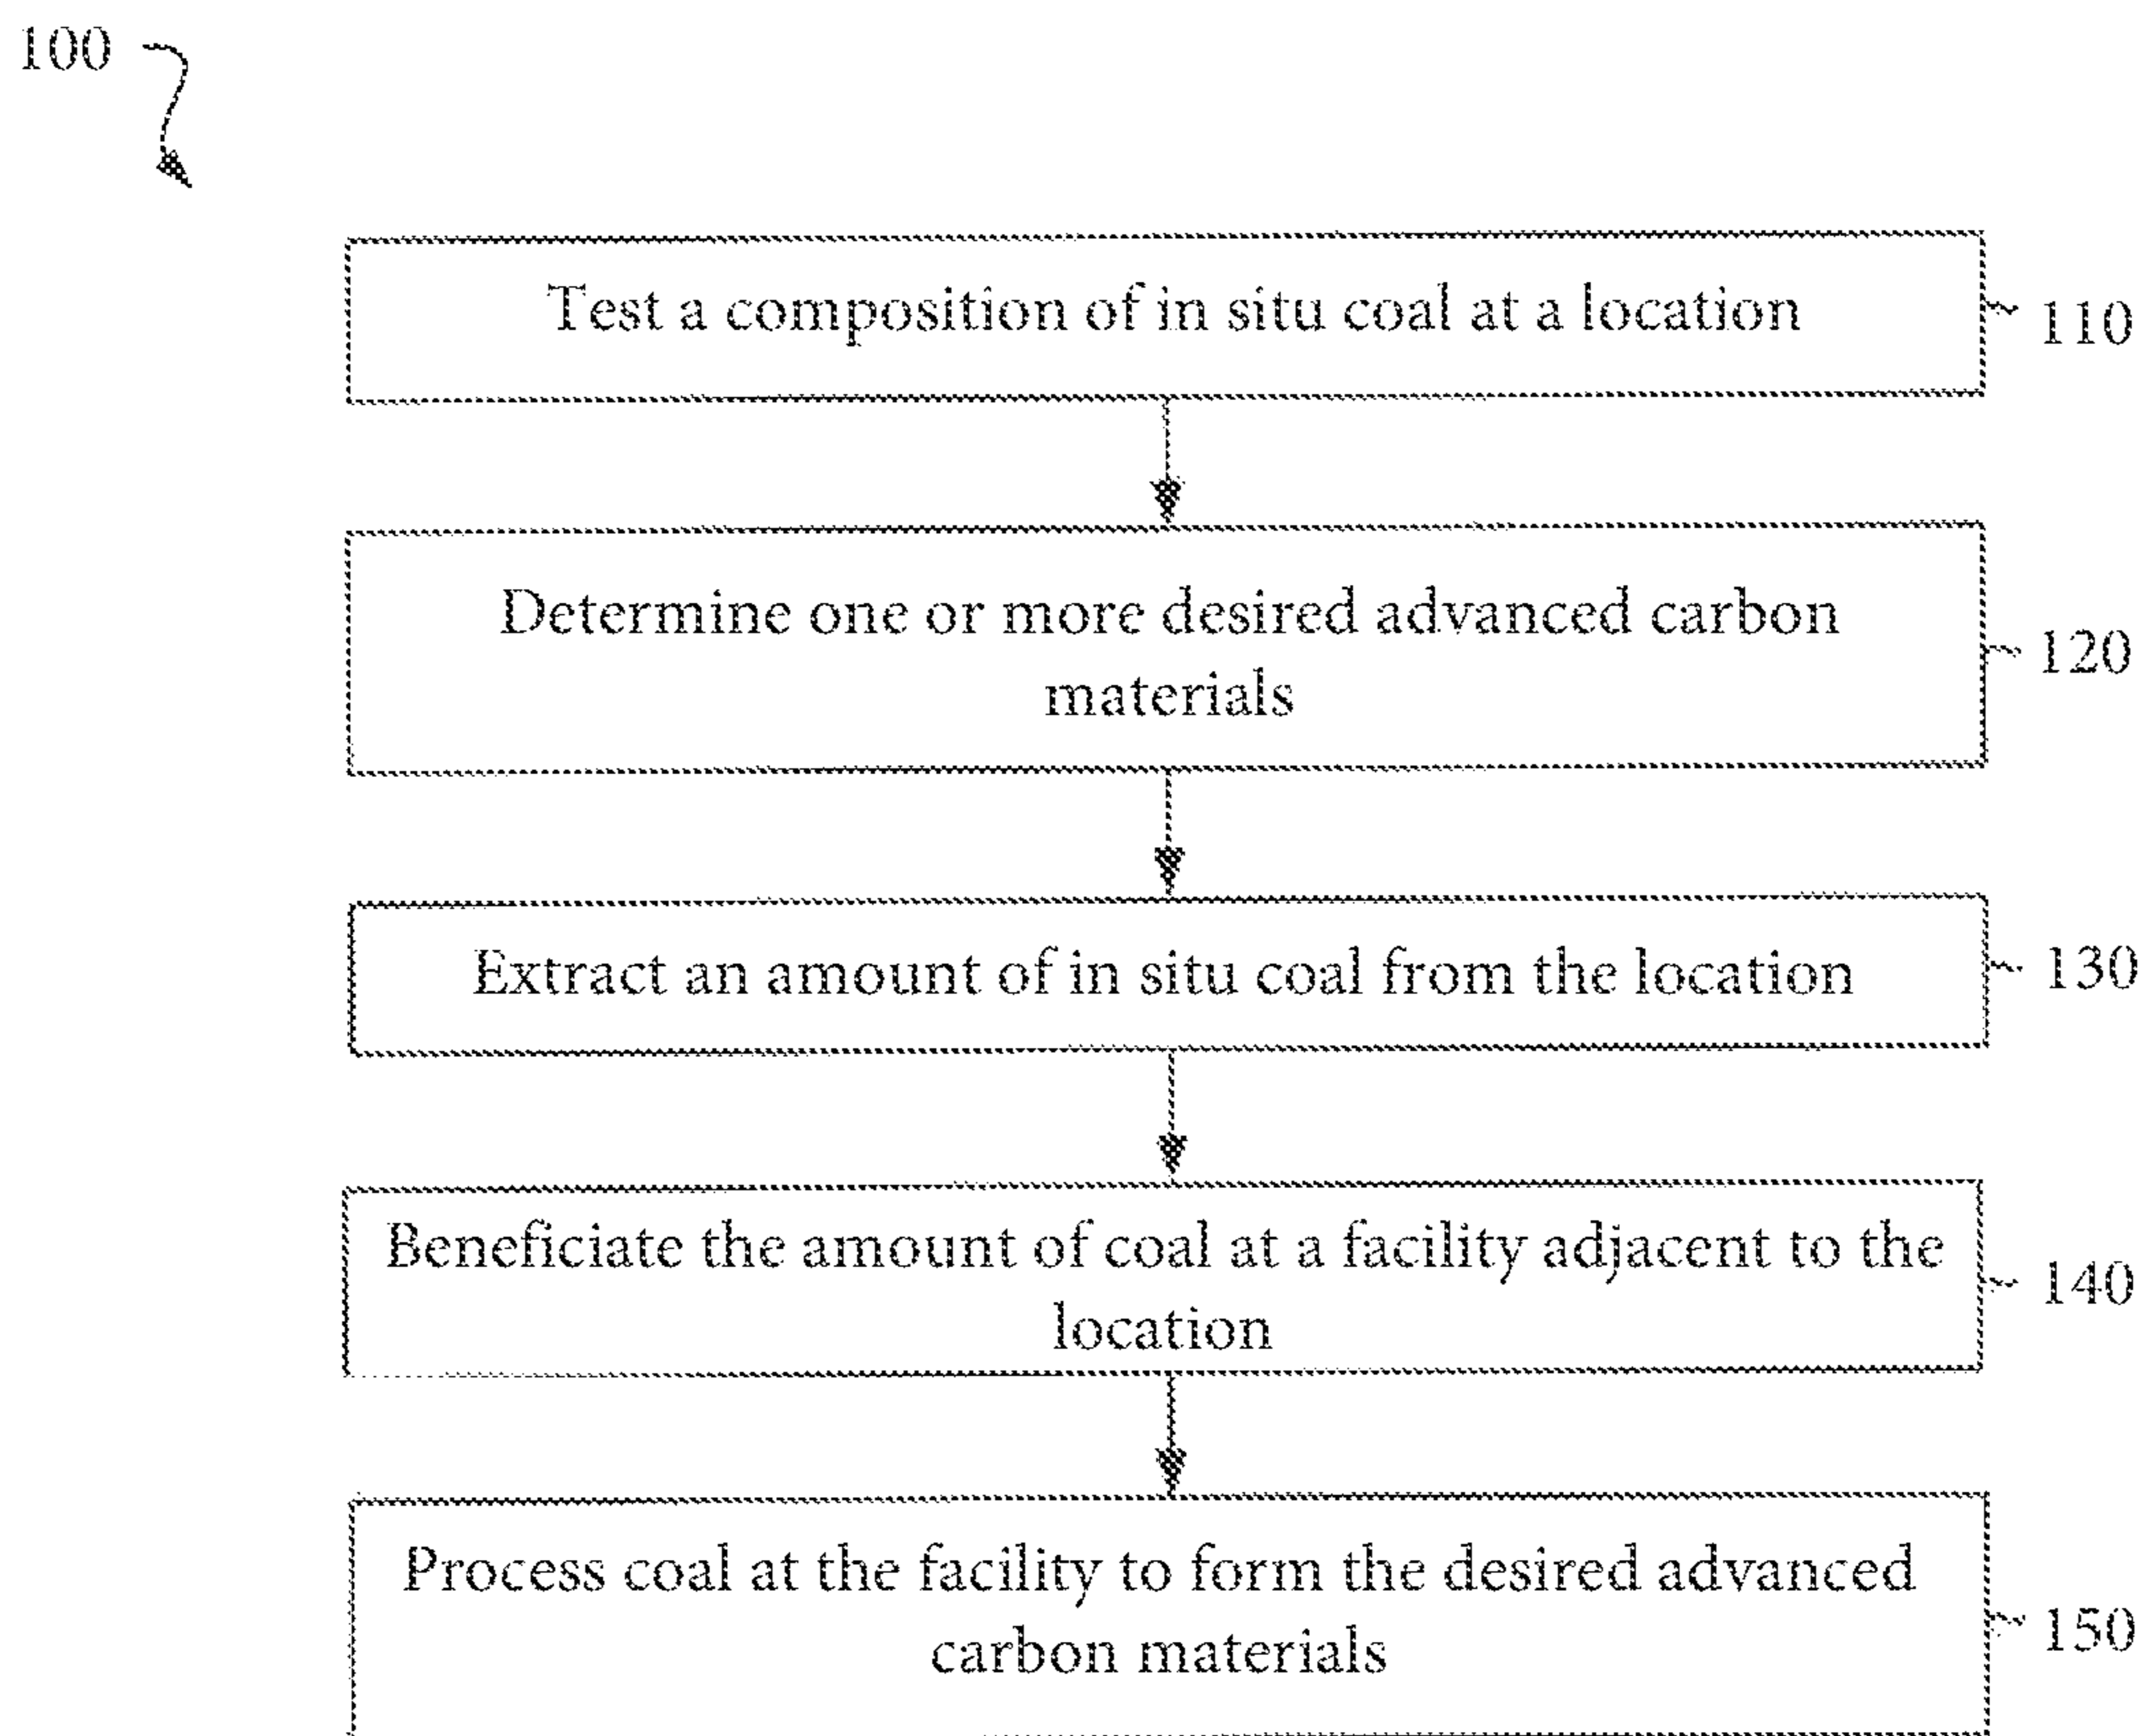 100
Test a composition of in situ coal at a location
110
Determine one or more desired advanced carbon
materials
120
Extract an amount of in situ coal from the location
130
Beneficiate the amount of coal at a facility adjacent to the
location
140
Process coal at the facility to form the desired advanced
carbon materials
150